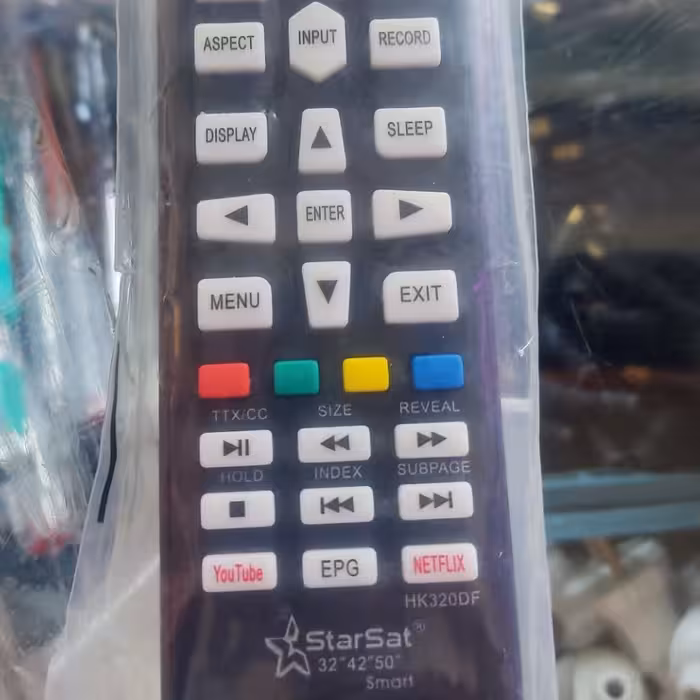 ASPECT INPUT RECORD
DISPLAY SLEEP
ENTER
MENU EXIT
TTX/CC SIZE REVEAL
HOLD INDEX SUBPAGE
YouTube EPG NETFLIX
HK320DF
StarSat®
32"42"50"
Smart